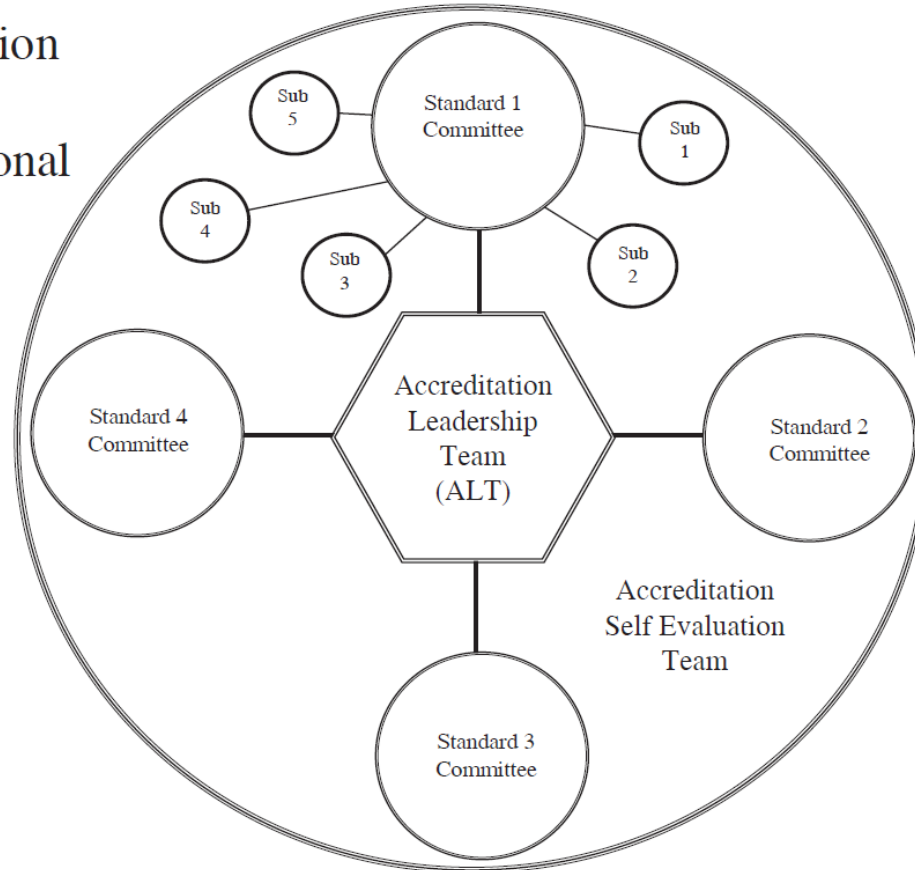 ion
onal
Standard 1
Committee
Sub
5
Sub
1
Sub
4
Sub
3
Sub
2
Accreditation
Leadership
Team
(ALT)
Standard 4
Committee
Standard 2
Committee
Accreditation
Self Evaluation
Team
Standard 3
Committee